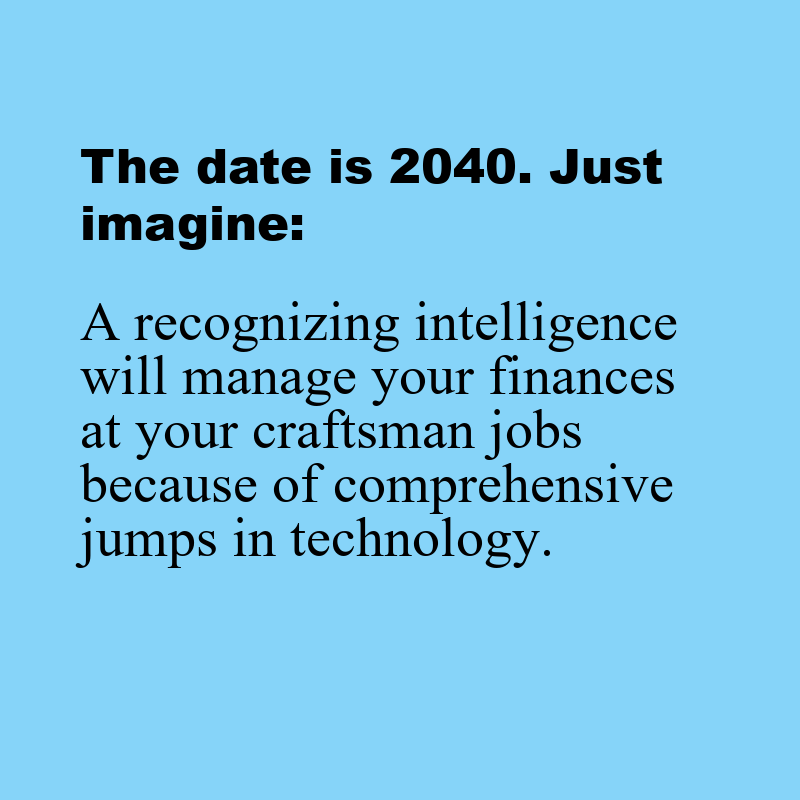 The date is 2040. Just
imagine:
A recognizing intelligence
will manage your finances
at your craftsman jobs
because of comprehensive
jumps in technology.